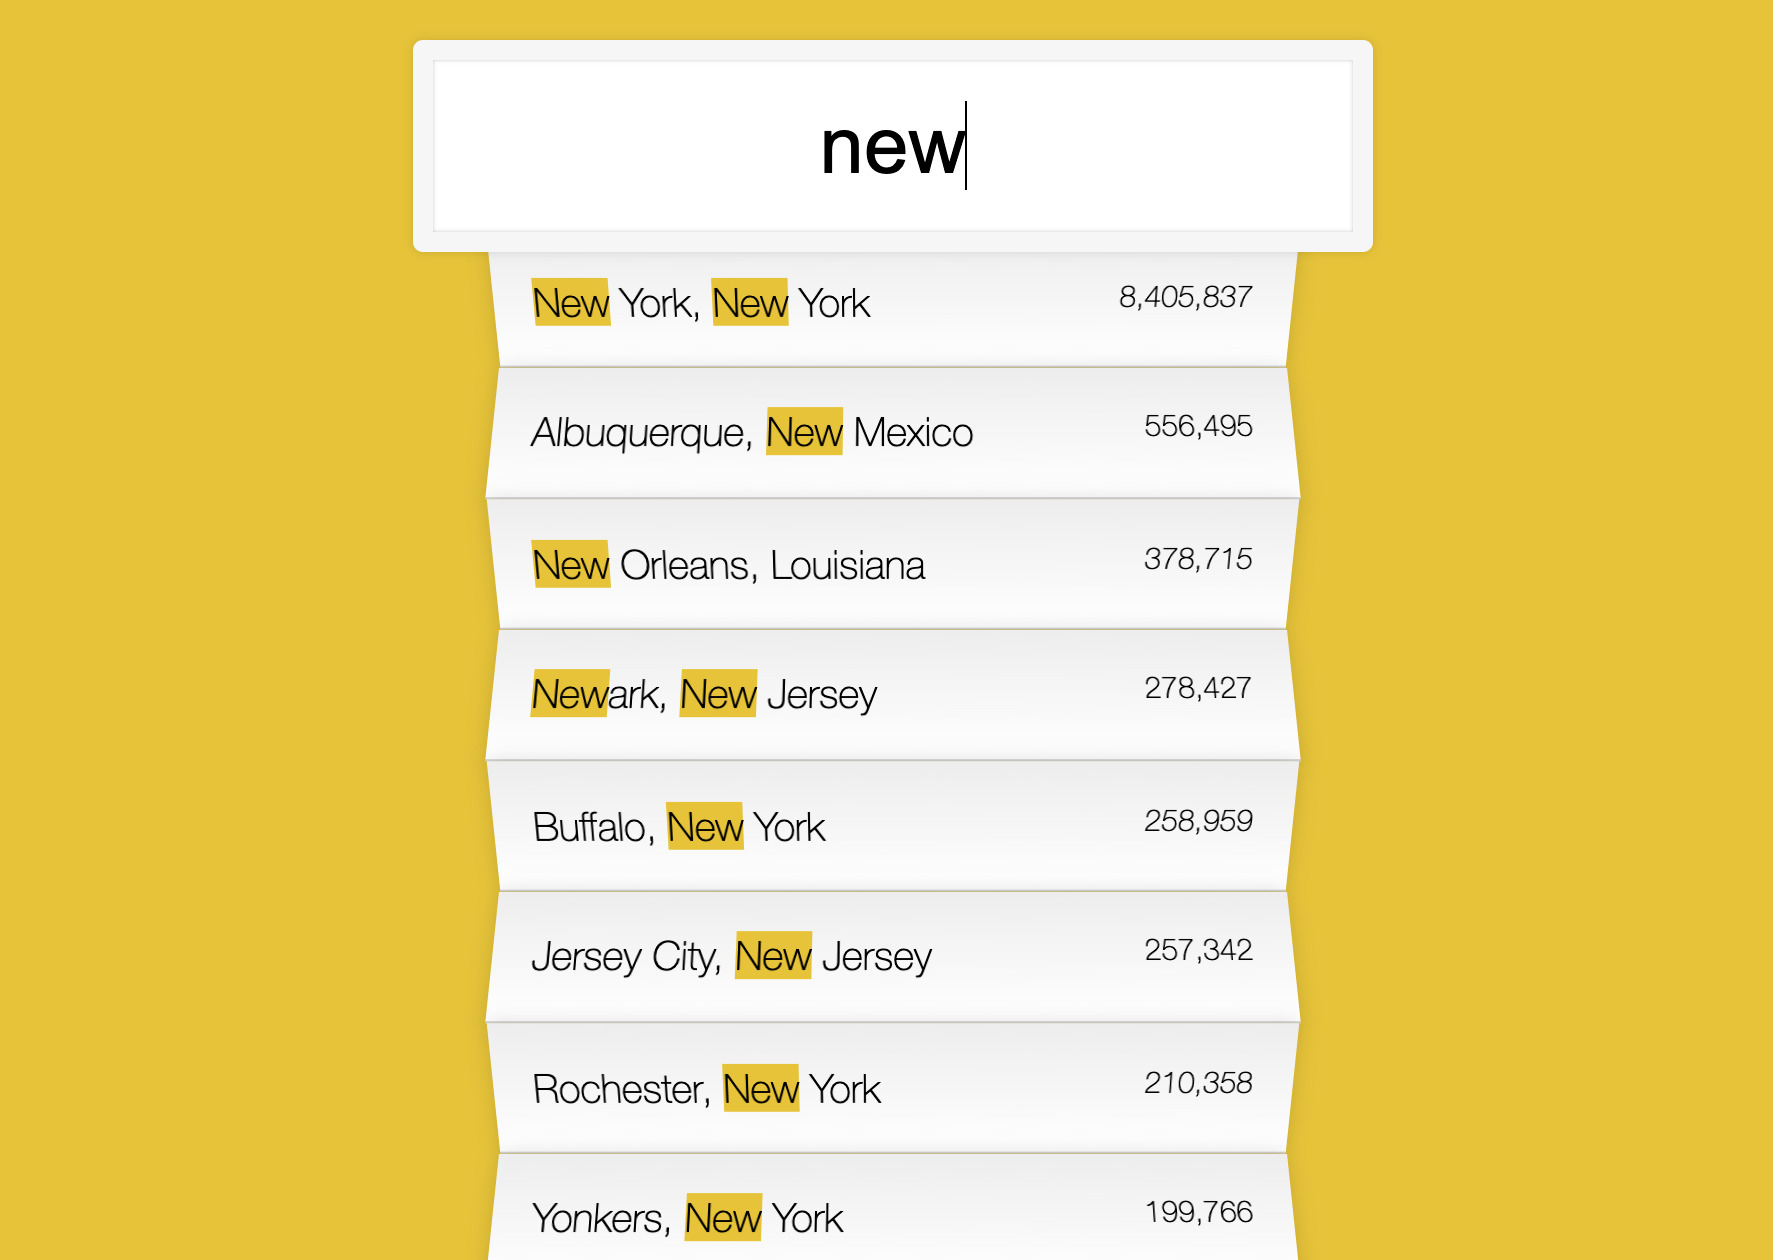 new
New York, New York 8,405,837
Albuquerque, New Mexico 556,495
New Orleans, Louisiana 378,715
Newark, New Jersey 278,427
Buffalo, New York 258,959
Jersey City, New Jersey 257,342
Rochester, New York 210,358
Yonkers, New York 199,766